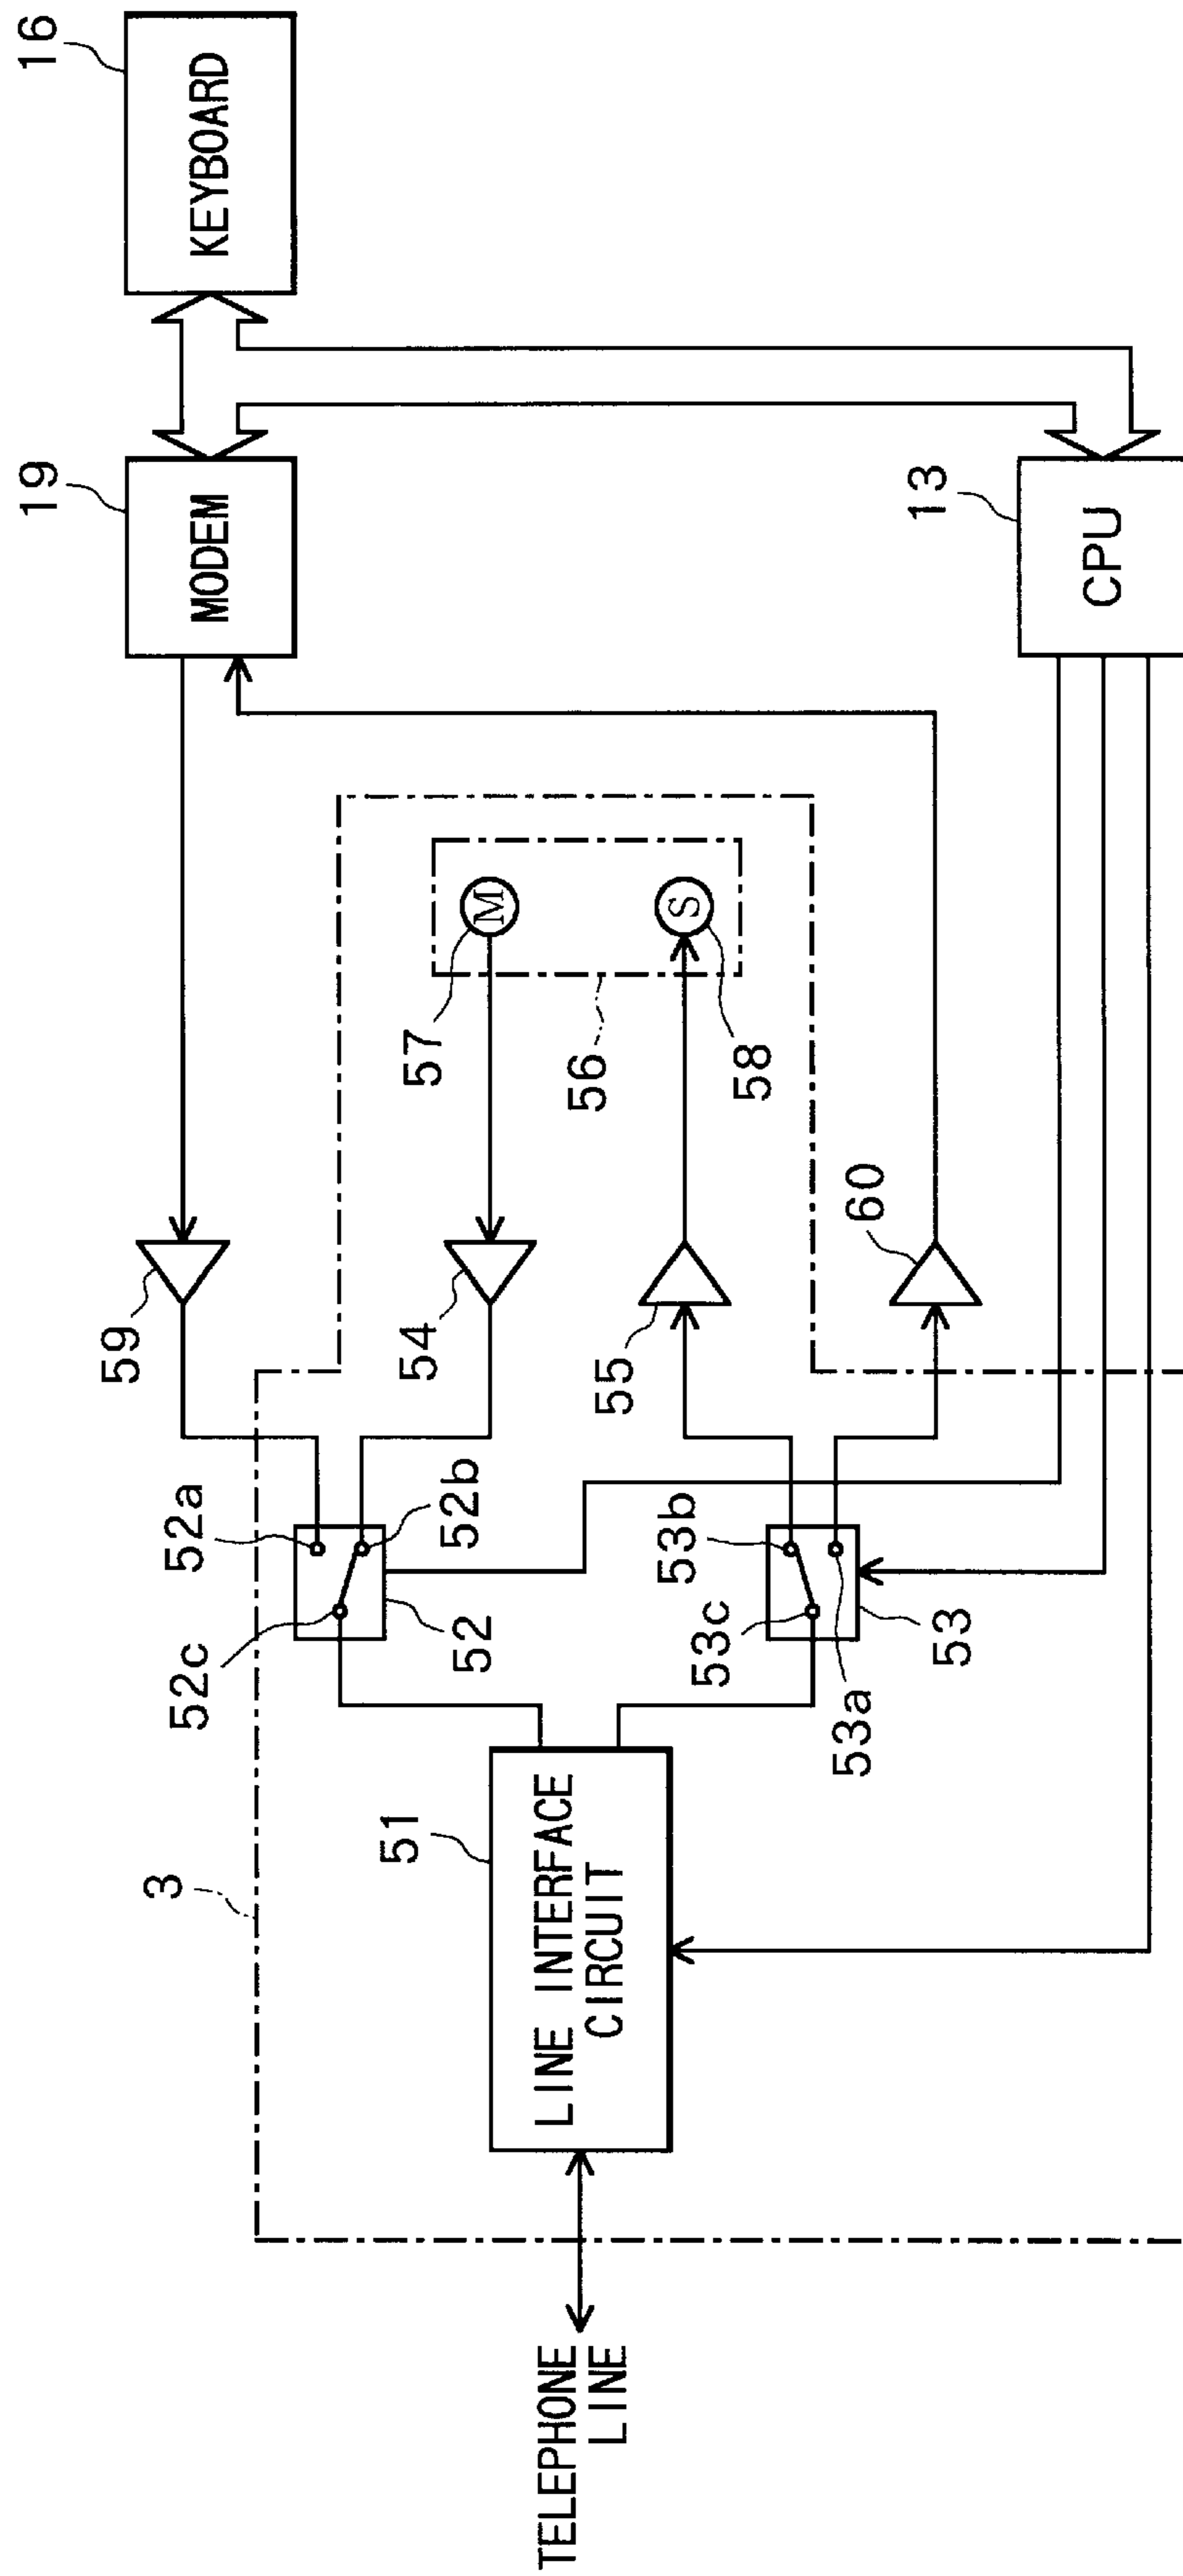 16
KEYBOARD
19
MODEM
13
CPU
59
54
57
M
56
S
58
55
60
52a
52b
52c
52
53b
53c
53
53a
3
51
LINE INTERFACE
CIRCUIT
TELEPHONE
LINE